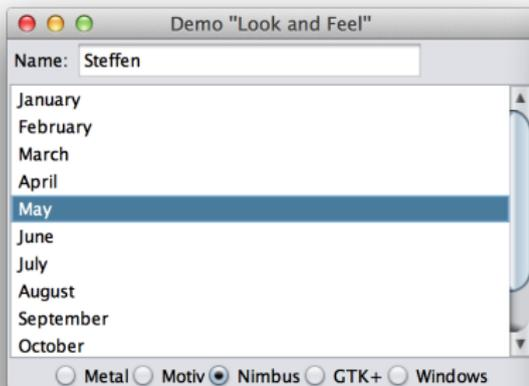 Demo "Look and Feel"
Name: Steffen
January
February
March
April
May
June
July
August
September
October
Metal Motiv Nimbus GTK+ Windows